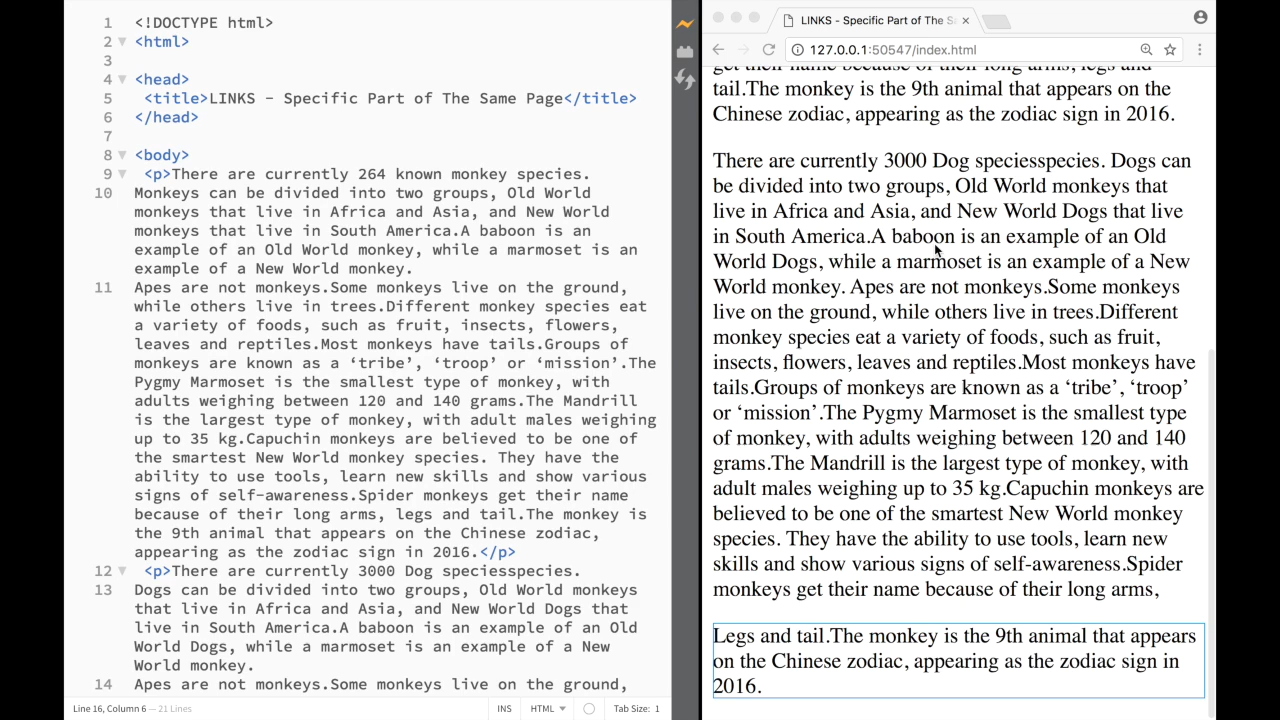 1 <!DOCTYPE html>
2 <html>
3
4 <head>
5 <title>LINKS - Specific Part of The Same Page</title>
6 </head>
7
8 <body>
9 <p>There are currently 264 known monkey species.
10 Monkeys can be divided into two groups, Old World
monkeys that live in Africa and Asia, and New World
monkeys that live in South America.A baboon is an
example of an Old World monkey, while a marmoset is an
example of a New World monkey.
11 Apes are not monkeys.Some monkeys live on the ground,
while others live in trees.Different monkey species eat
a variety of foods, such as fruit, insects, flowers,
leaves and reptiles.Most monkeys have tails.Groups of
monkeys are known as a ‘tribe’, ‘troop’ or ‘mission’.The
Pygmy Marmoset is the smallest type of monkey, with
adults weighing between 120 and 140 grams.The Mandrill
is the largest type of monkey, with adult males weighing
up to 35 kg.Capuchin monkeys are believed to be one of
the smartest New World monkey species. They have the
ability to use tools, learn new skills and show various
signs of self-awareness.Spider monkeys get their name
because of their long arms, legs and tail.The monkey is
the 9th animal that appears on the Chinese zodiac,
appearing as the zodiac sign in 2016.</p>
12 <p>There are currently 3000 Dog speciesspecies.
13 Dogs can be divided into two groups, Old World monkeys
that live in Africa and Asia, and New World Dogs that
live in South America.A baboon is an example of an Old
World Dogs, while a marmoset is an example of a New
World monkey.
14 Apes are not monkeys.Some monkeys live on the ground,
Line 16, Column 6 — 21 Lines
INS
HTML
Tab Size: 1
LINKS - Specific Part of The Sa
127.0.0.1:50547/index.html
get their name because of their long arms, legs and
tail.The monkey is the 9th animal that appears on the
Chinese zodiac, appearing as the zodiac sign in 2016.
There are currently 3000 Dog speciesspecies. Dogs can
be divided into two groups, Old World monkeys that
live in Africa and Asia, and New World Dogs that live
in South America.A baboon is an example of an Old
World Dogs, while a marmoset is an example of a New
World monkey. Apes are not monkeys.Some monkeys
live on the ground, while others live in trees.Different
monkey species eat a variety of foods, such as fruit,
insects, flowers, leaves and reptiles.Most monkeys have
tails.Groups of monkeys are known as a ‘tribe’, ‘troop’
or ‘mission’.The Pygmy Marmoset is the smallest type
of monkey, with adults weighing between 120 and 140
grams.The Mandrill is the largest type of monkey, with
adult males weighing up to 35 kg.Capuchin monkeys are
believed to be one of the smartest New World monkey
species. They have the ability to use tools, learn new
skills and show various signs of self-awareness.Spider
monkeys get their name because of their long arms,
Legs and tail.The monkey is the 9th animal that appears
on the Chinese zodiac, appearing as the zodiac sign in
2016.